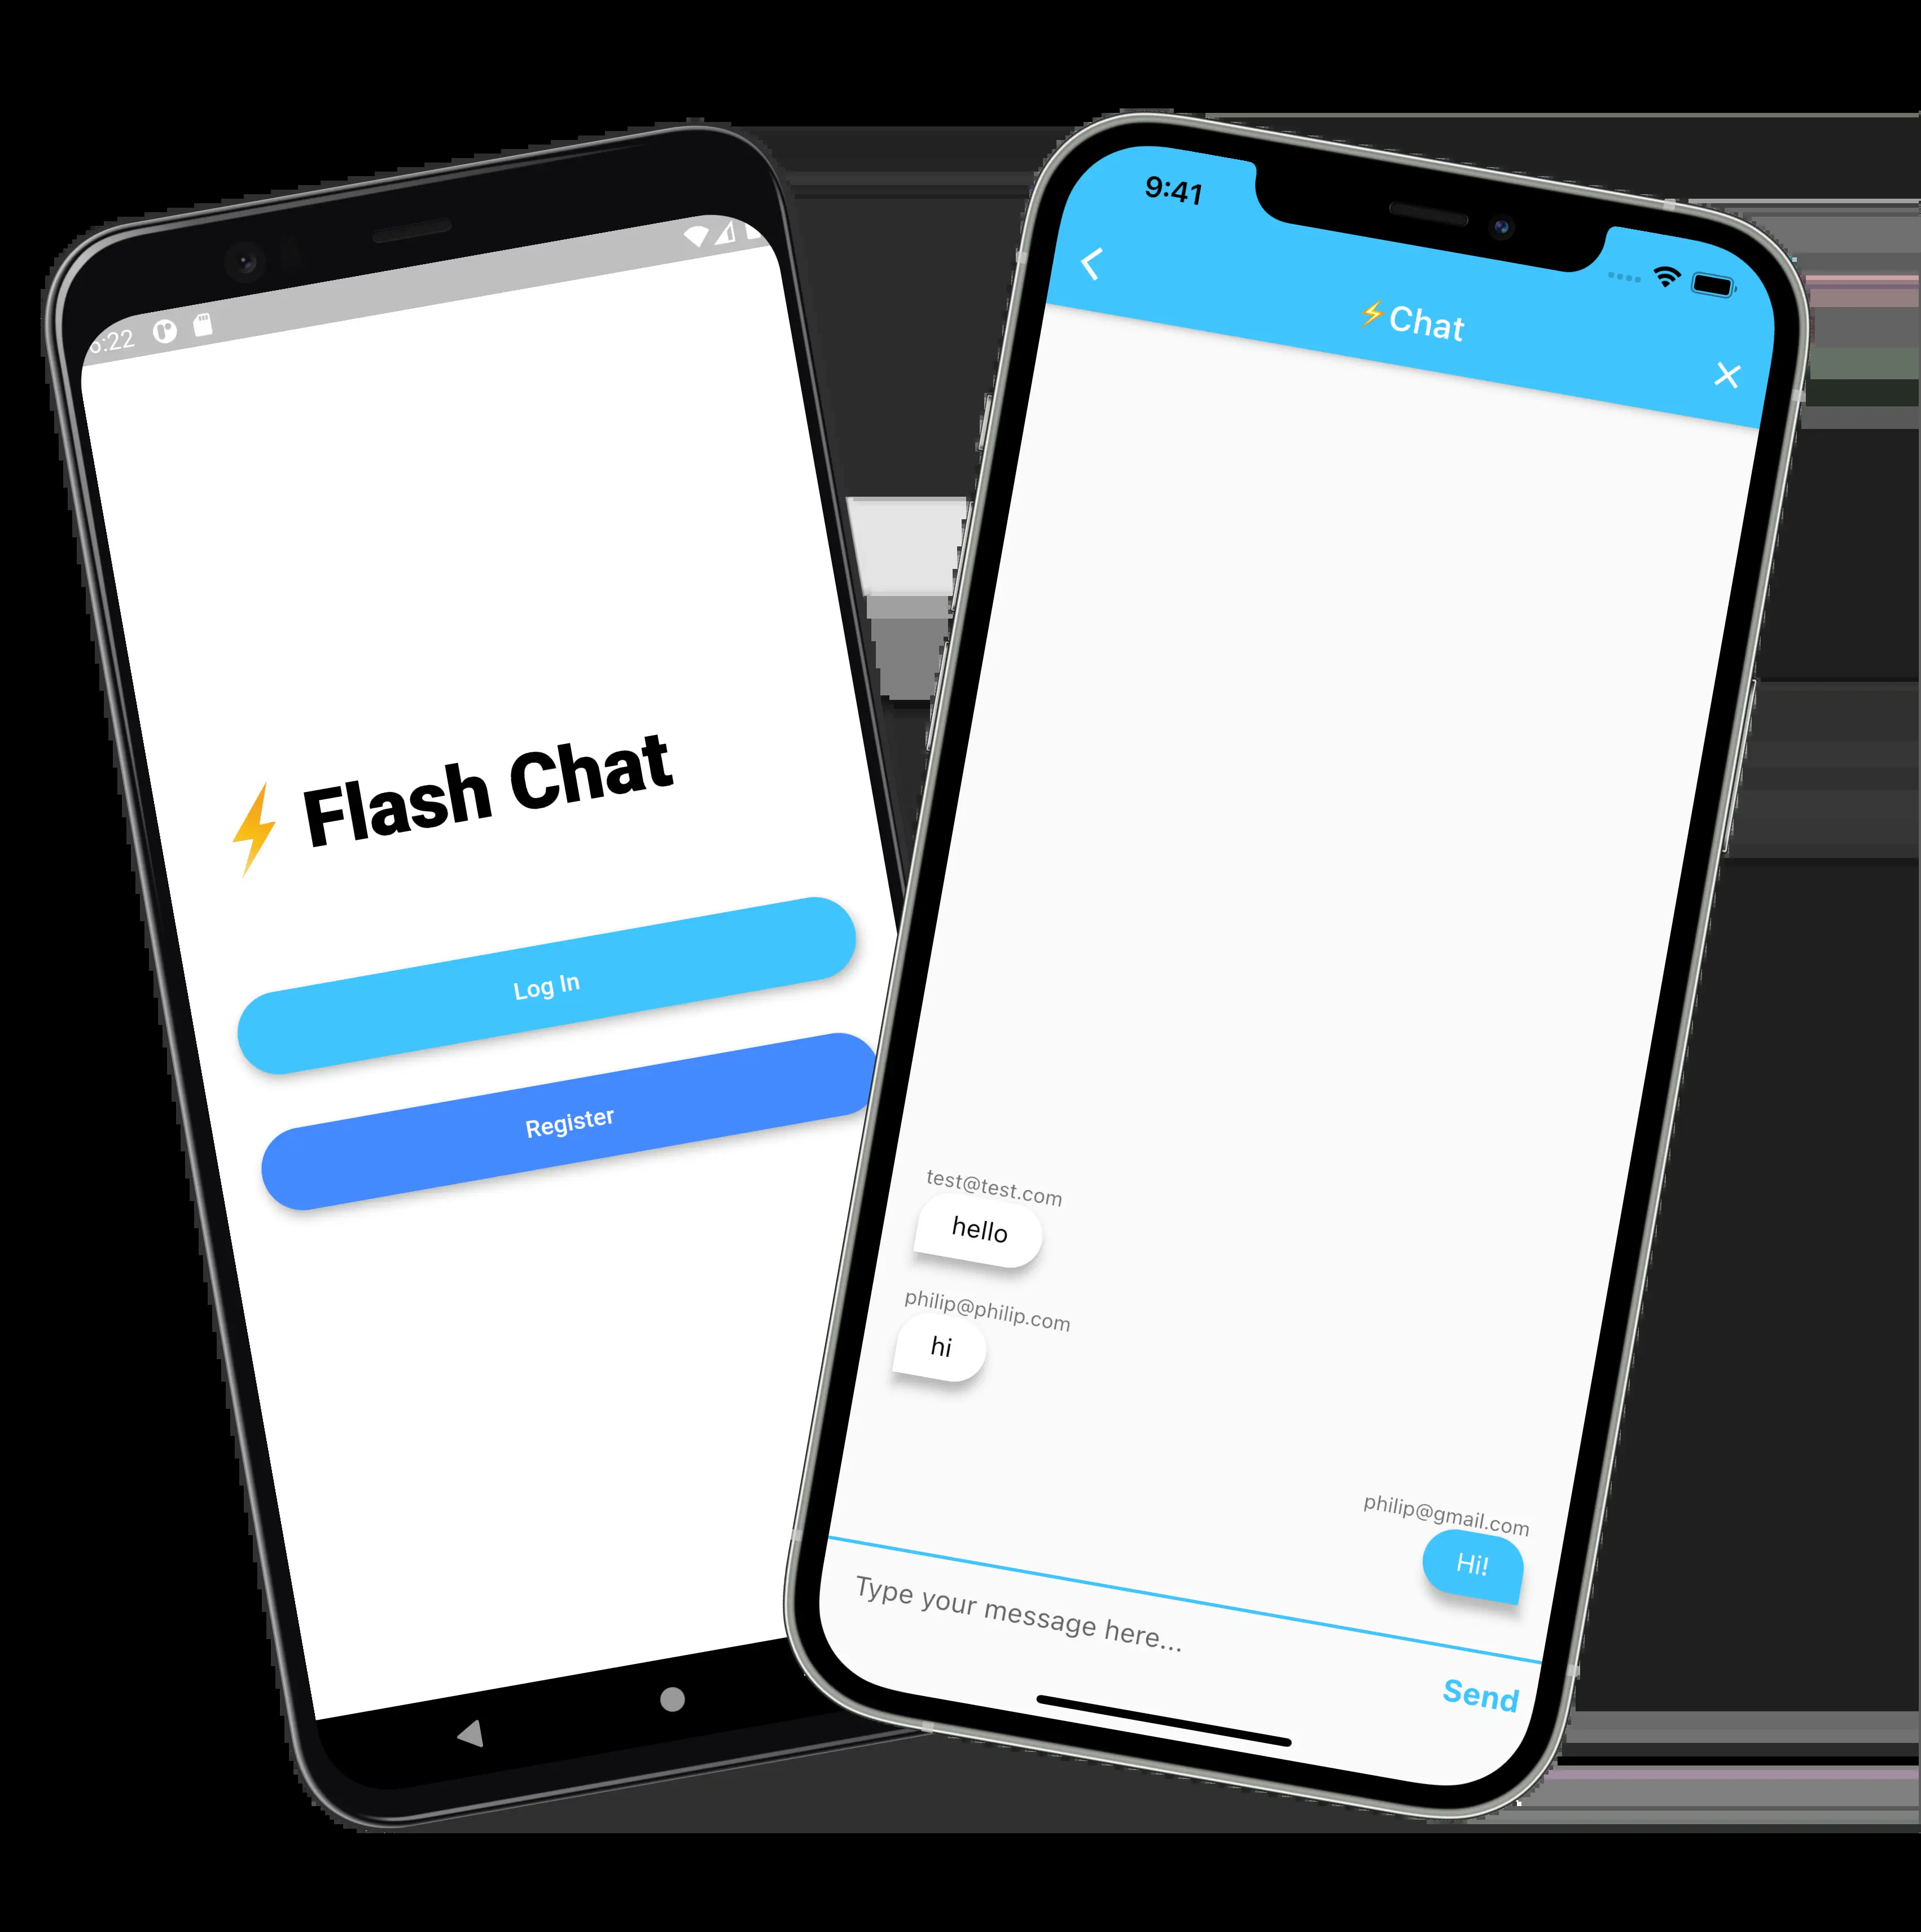 :22
⚡ Flash Chat
Log In
Register
9:41
⚡Chat
test@test.com
hello
philip@philip.com
hi
philip@gmail.com
Hi!
Type your message here...
Send